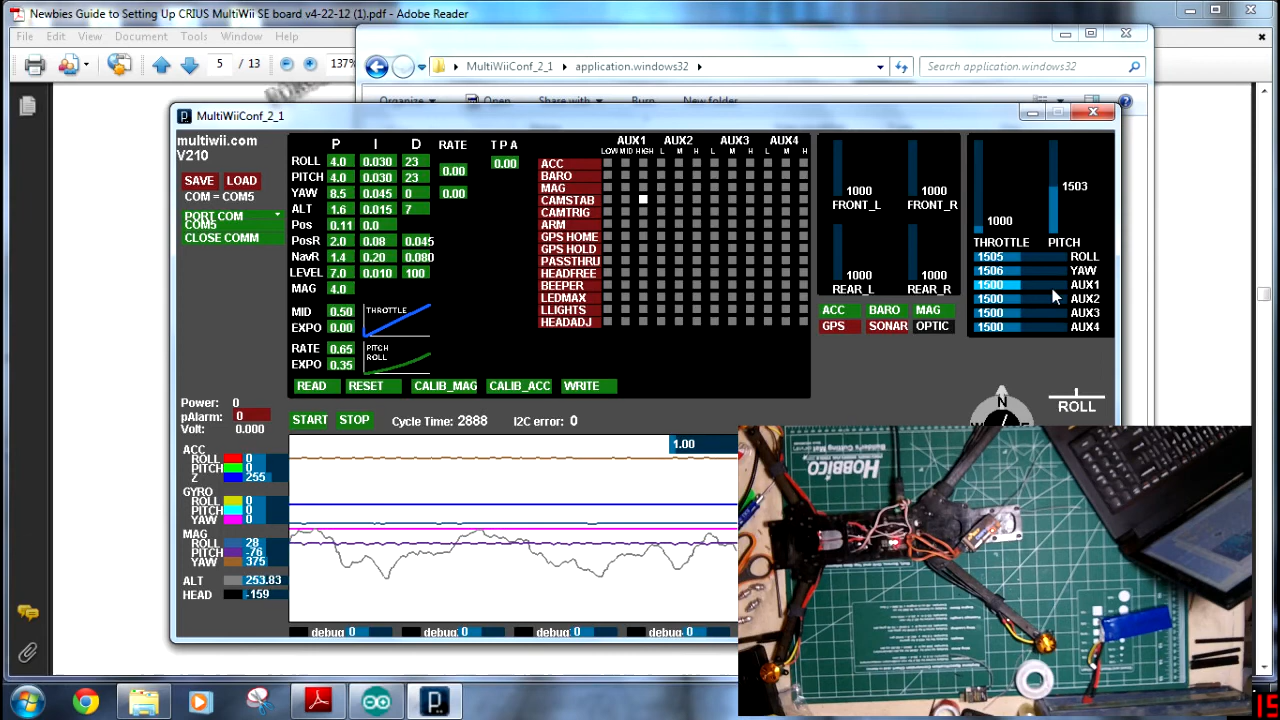 Newbies Guide to Setting Up CRIUS MultiWii SE board v4-22-12 (1).pdf - Adobe Reader
File Edit View Document Tools Window Help
5 / 13 137%
MultiWiiConf_2_1 application.windows32 Search application.windows32
Organize Open Share with Burn New folder
MultiWiiConf_2_1
multiwii.com
V210
SAVE LOAD
COM = COM5
PORT COM
COM5
CLOSE COMM
P I D RATE T P A
ROLL 4.0 0.030 23 0.00 0.00
PITCH 4.0 0.030 23
YAW 8.5 0.045 0 0.00
ALT 1.6 0.015 7
Pos 0.11 0.0
PosR 2.0 0.08 0.045
NavR 1.4 0.20 0.080
LEVEL 7.0 0.010 100
MAG 4.0
MID 0.50 THROTTLE
EXPO 0.00
RATE 0.65 PITCH
EXPO 0.35 ROLL
AUX1 AUX2 AUX3 AUX4
LOW MID HIGH L M H L M H L M H
ACC
BARO
MAG
CAMSTAB
CAMTRIG
ARM
GPS HOME
GPS HOLD
PASSTHRU
HEADFREE
BEEPER
LEDMAX
LLIGHTS
HEADADJ
READ RESET CALIB_MAG CALIB_ACC WRITE
1000 1000
FRONT_L FRONT_R
1000 1000
REAR_L REAR_R
ACC BARO MAG
GPS SONAR OPTIC
1503
1000
THROTTLE PITCH
1505 ROLL
1506 YAW
1500 AUX1
1500 AUX2
1500 AUX3
1500 AUX4
N
ROLL
Power: 0
pAlarm: 0
Volt: 0.000
START STOP Cycle Time: 2888 I2C error: 0
1.00
ACC
ROLL 0
PITCH 0
Z 255
GYRO
ROLL 0
PITCH 0
YAW 0
MAG
ROLL 28
PITCH -76
YAW 375
ALT 253.83
HEAD -159
debug1 0 debug2 0 debug3 0 debug4 0
HOBBICO
15